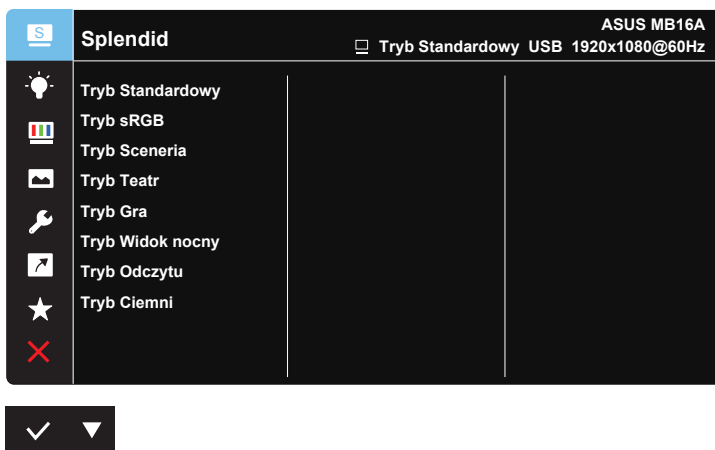 S
Splendid
ASUS MB16A
Tryb Standardowy USB 1920x1080@60Hz
Tryb Standardowy
Tryb sRGB
Tryb Sceneria
Tryb Teatr
Tryb Gra
Tryb Widok nocny
Tryb Odczytu
Tryb Ciemni